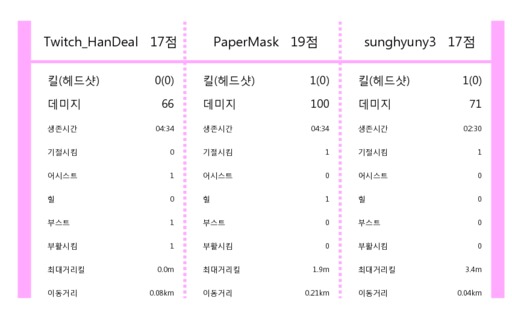 Twitch_HanDeal 17점 PaperMask 19점 sunghyuny3 17점
킬(헤드샷) 0(0) 킬(헤드샷) 1(0) 킬(헤드샷) 1(0)
데미지 66 데미지 100 데미지 71
생존시간 04:34 생존시간 04:34 생존시간 02:30
기절시킴 0 기절시킴 1 기절시킴 1
어시스트 1 어시스트 0 어시스트 0
힐 0 힐 1 힐 0
부스트 1 부스트 0 부스트 0
부활시킴 1 부활시킴 0 부활시킴 0
최대거리킬 0.0m 최대거리킬 1.9m 최대거리킬 3.4m
이동거리 0.08km 이동거리 0.21km 이동거리 0.04km